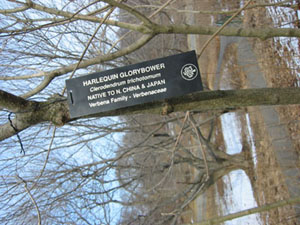 HARLEQUIN GLORYBOWER
Clerodendrum trichotomum
NATIVE TO N. CHINA & JAPAN
Verbena Family - Verbenaceae